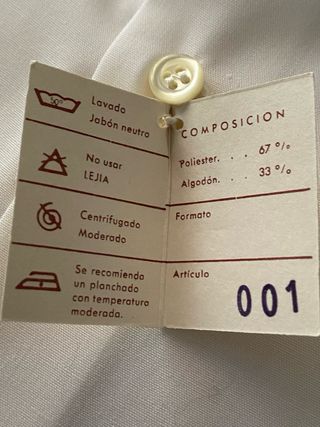 50°
Lavado
Jabón neutro
No usar
LEJIA
Centrifugado
Moderado
Se recomienda
un planchado
con temperatura
moderada.
COMPOSICION
Poliester. . . 67 %
Algodón. . . 33 %
Formato
Artículo
001